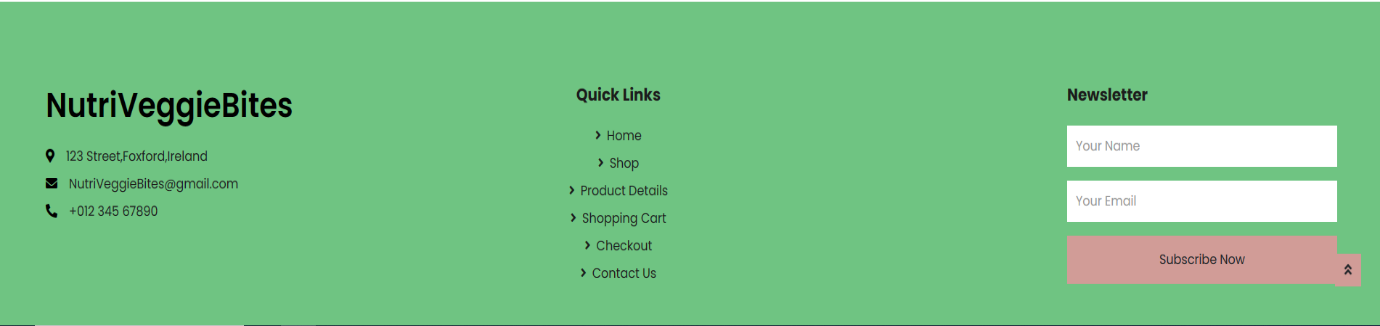 NutriVeggieBites
123 Street,Foxford,Ireland
NutriVeggieBites@gmail.com
+012 345 67890
Quick Links
Home
Shop
Product Details
Shopping Cart
Checkout
Contact Us
Newsletter
Your Name
Your Email
Subscribe Now